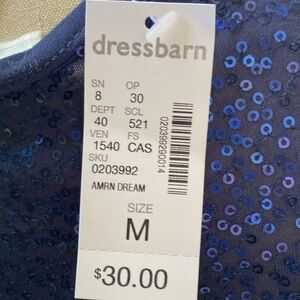 dressbarn
SN OP
8 30
DEPT SCL
40 521
VEN FS
1540 CAS
SKU
0203992
AMRN DREAM
0203992900014
SIZE
M
$30.00